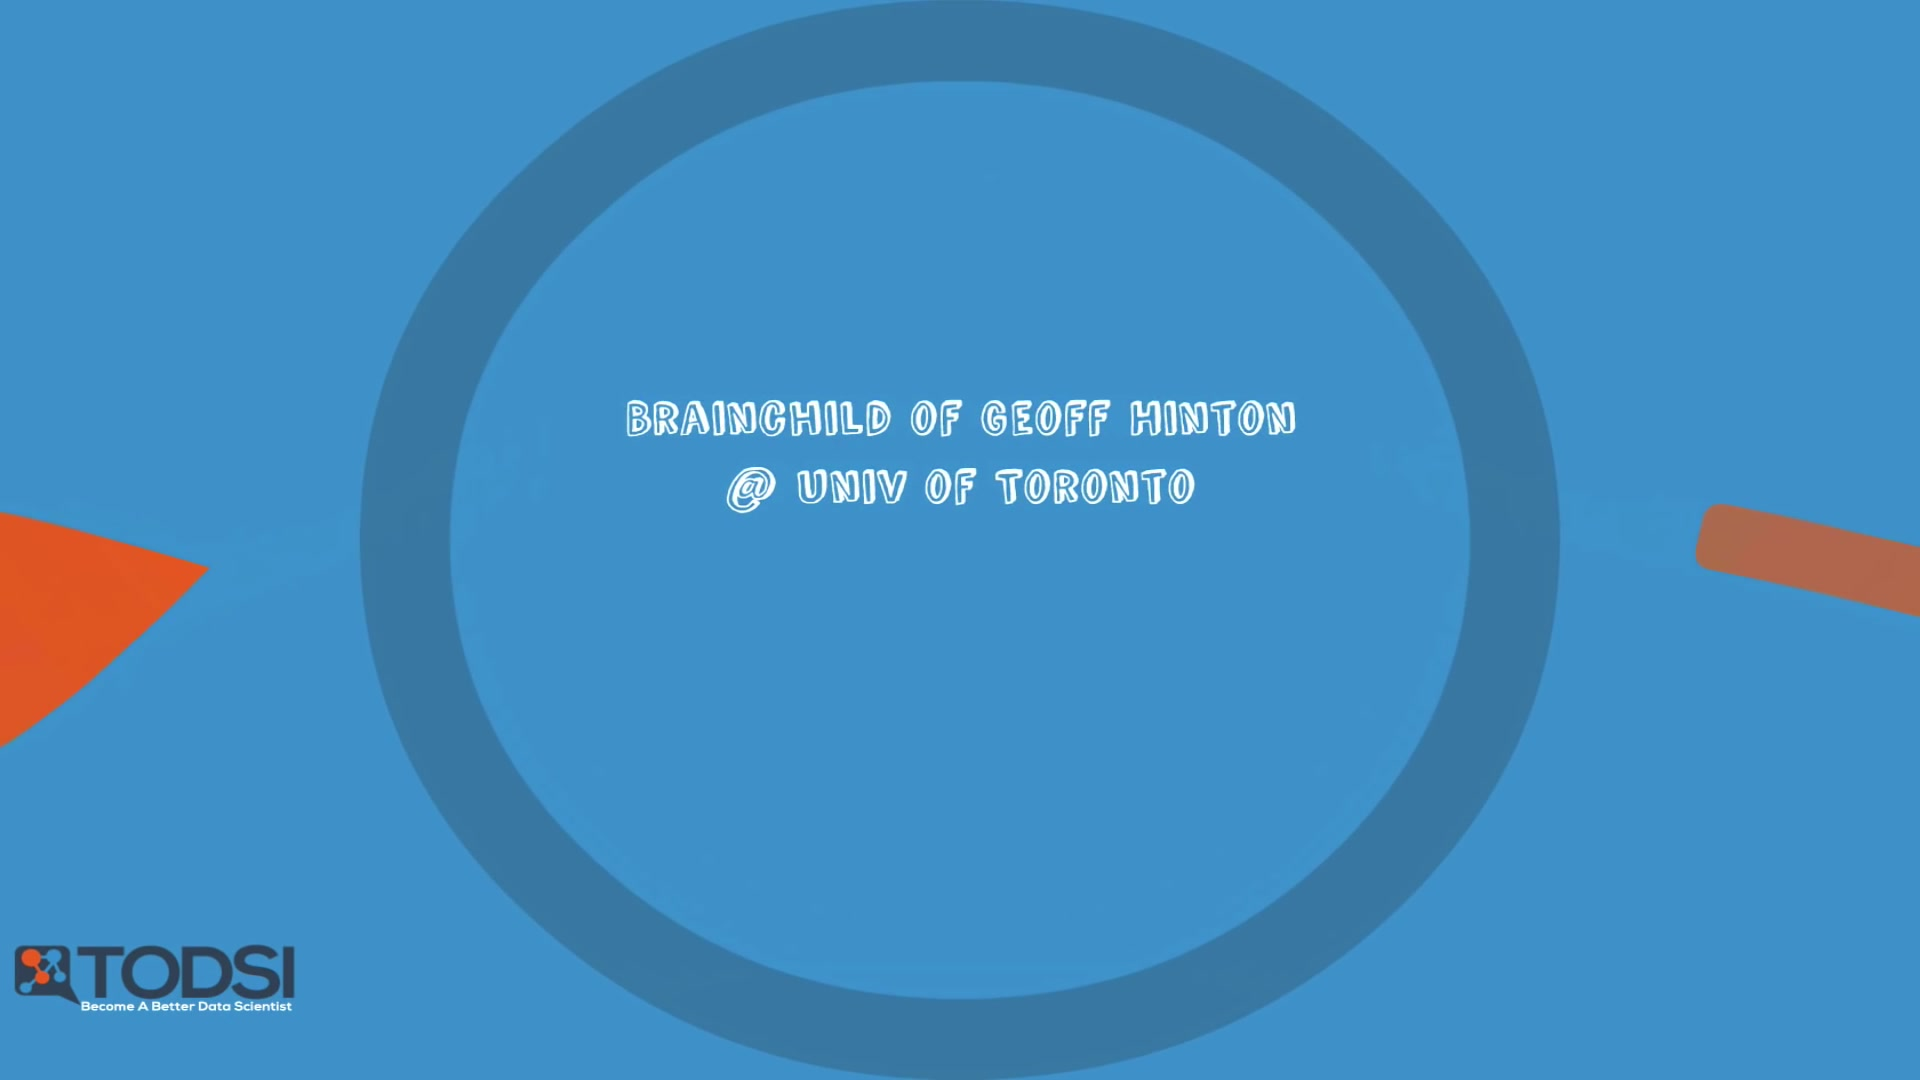 BRAINCHILD OF GEOFF HINTON
@ UNIV OF TORONTO
TODSI
Become A Better Data Scientist